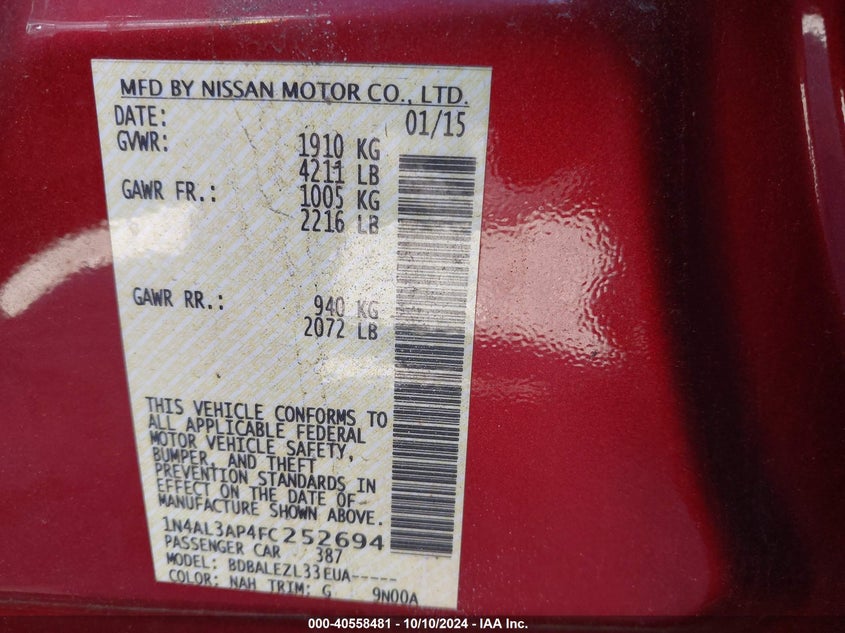 MFD BY NISSAN MOTOR CO., LTD.
DATE: 01/15
GVWR: 1910 KG
4211 LB
GAWR FR.: 1005 KG
2216 LB
GAWR RR.: 940 KG
2072 LB
THIS VEHICLE CONFORMS TO
ALL APPLICABLE FEDERAL
MOTOR VEHICLE SAFETY,
BUMPER, AND THEFT
PREVENTION STANDARDS IN
EFFECT ON THE DATE OF
MANUFACTURE SHOWN ABOVE.
1N4AL3AP4FC252694
PASSENGER CAR 387
MODEL: BDBALEZL33EUA-----
COLOR: NAH TRIM: G 9N00A
000-40558481 - 10/10/2024 - IAA Inc.